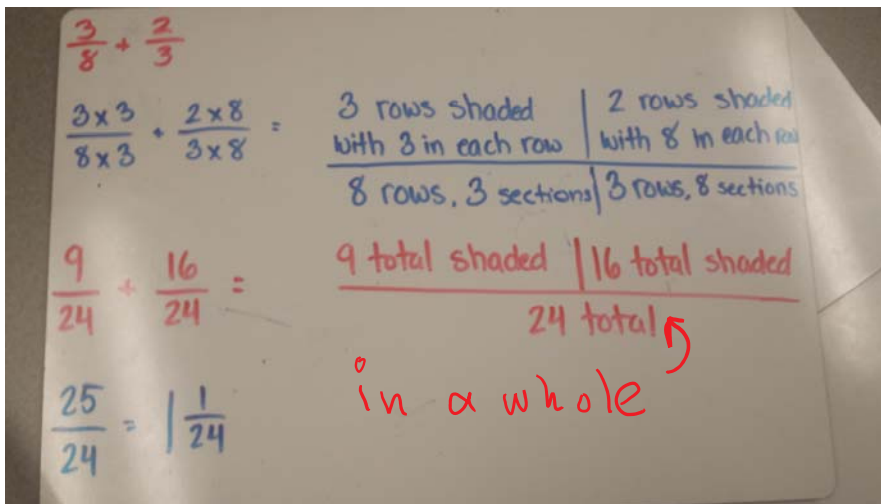 3/8 + 2/3
3x3/8x3 + 2x8/3x8 = 3 rows shaded with 3 in each row | 2 rows shaded with 8 in each row
8 rows, 3 sections | 3 rows, 8 sections
9/24 + 16/24 = 9 total shaded | 16 total shaded
24 total
in a whole
25/24 = 1 1/24